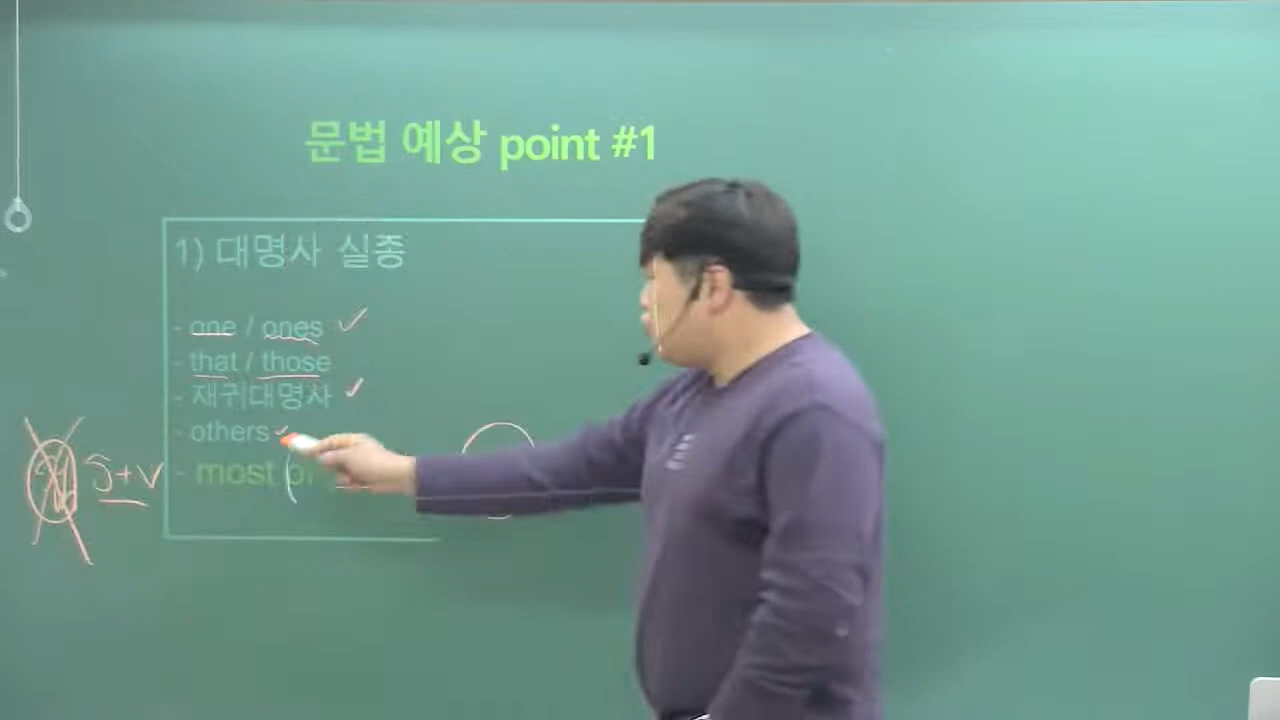 문법 예상 point #1
1) 대명사 실종
- one / ones
- that / those
- 재귀대명사
- others
- most of
S+V